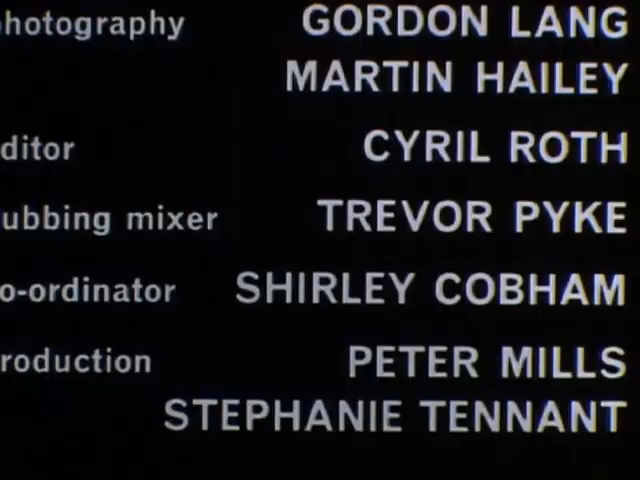 hotography GORDON LANG
MARTIN HAILEY
ditor CYRIL ROTH
ubbing mixer TREVOR PYKE
o-ordinator SHIRLEY COBHAM
roduction PETER MILLS
STEPHANIE TENNANT